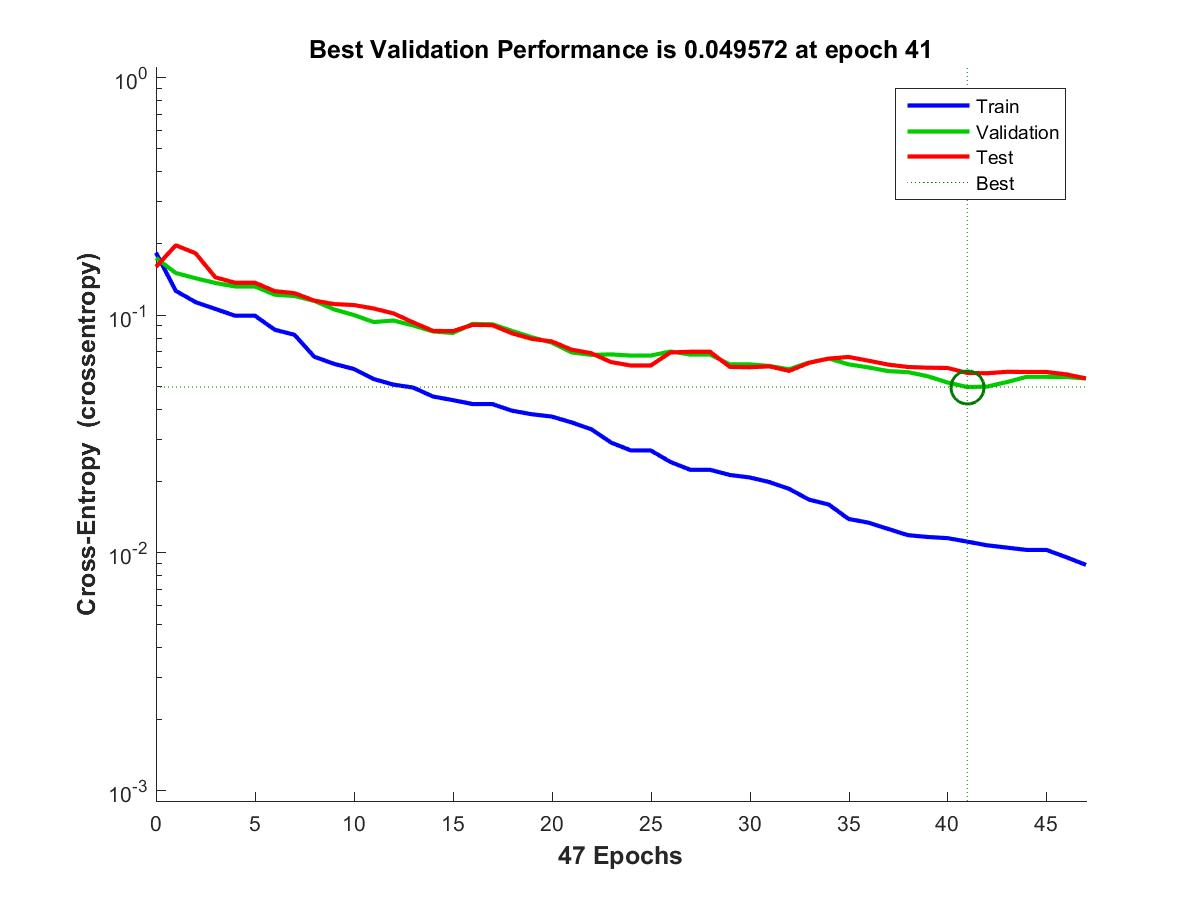 Best Validation Performance is 0.049572 at epoch 41
10^0
10^-1
10^-2
10^-3
Cross-Entropy (crossentropy)
Train
Validation
Test
Best
0 5 10 15 20 25 30 35 40 45
47 Epochs